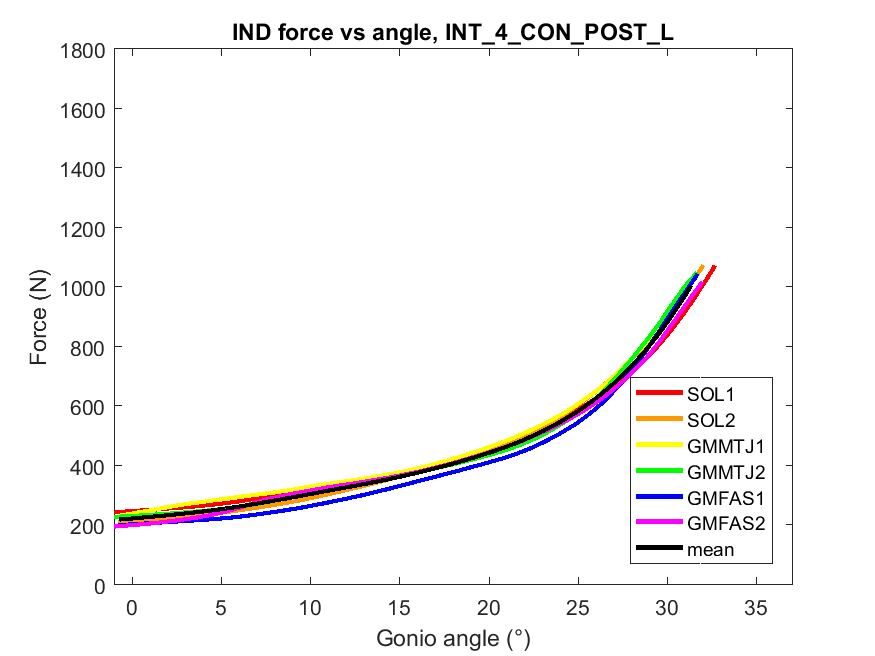 IND force vs angle, INT_4_CON_POST_L
1800
1600
1400
1200
1000
800
600
400
200
0
Force (N)
0 5 10 15 20 25 30 35
Gonio angle (°)
SOL1
SOL2
GMMTJ1
GMMTJ2
GMFAS1
GMFAS2
mean